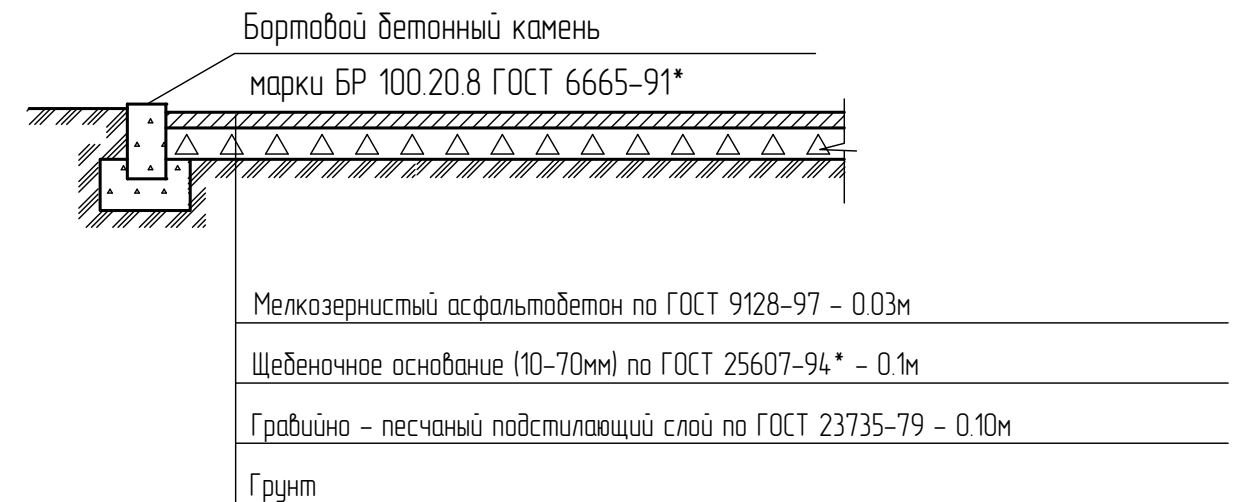 Бортовой бетонный камень
марки БР 100.20.8 ГОСТ 6665-91*
Мелкозернистый асфальтобетон по ГОСТ 9128-97 - 0.03м
Щебеночное основание (10-70мм) по ГОСТ 25607-94* - 0.1м
Гравийно - песчаный подстилающий слой по ГОСТ 23735-79 - 0.10м
Грунт